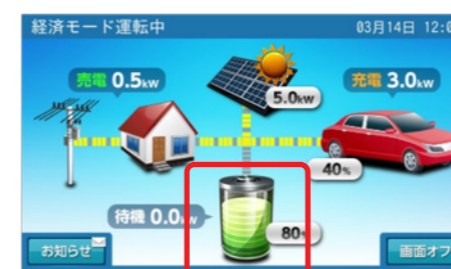 経済モード運転中
03月14日 12:0
売電 0.5kw
5.0kw
充電 3.0kw
40%
待機 0.0kw
80%
お知らせ
画面オフ